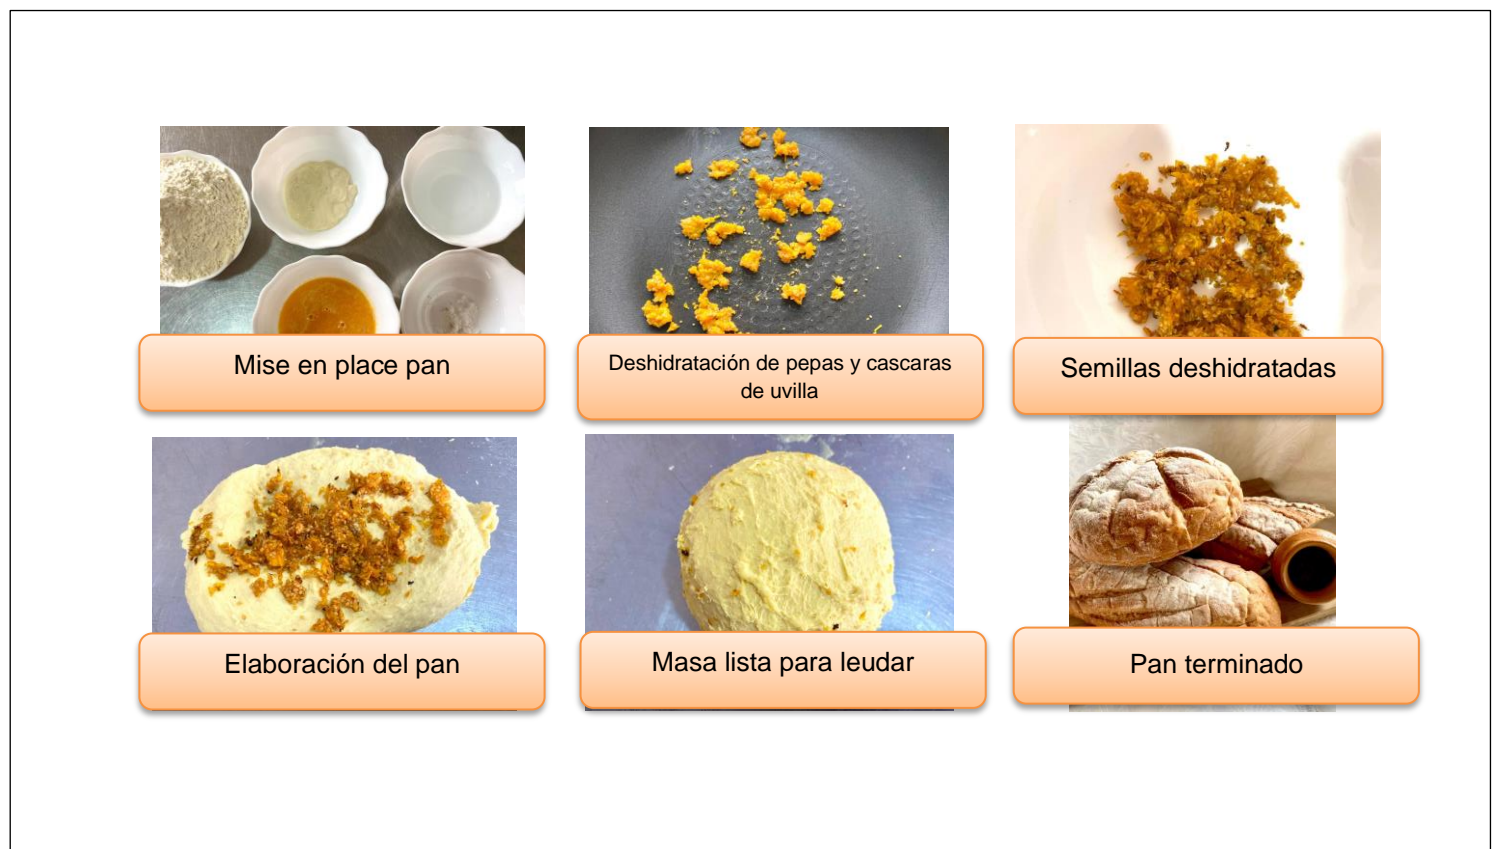 Mise en place pan
Deshidratación de pepas y cascaras
de uvilla
Semillas deshidratadas
Elaboración del pan
Masa lista para leudar
Pan terminado